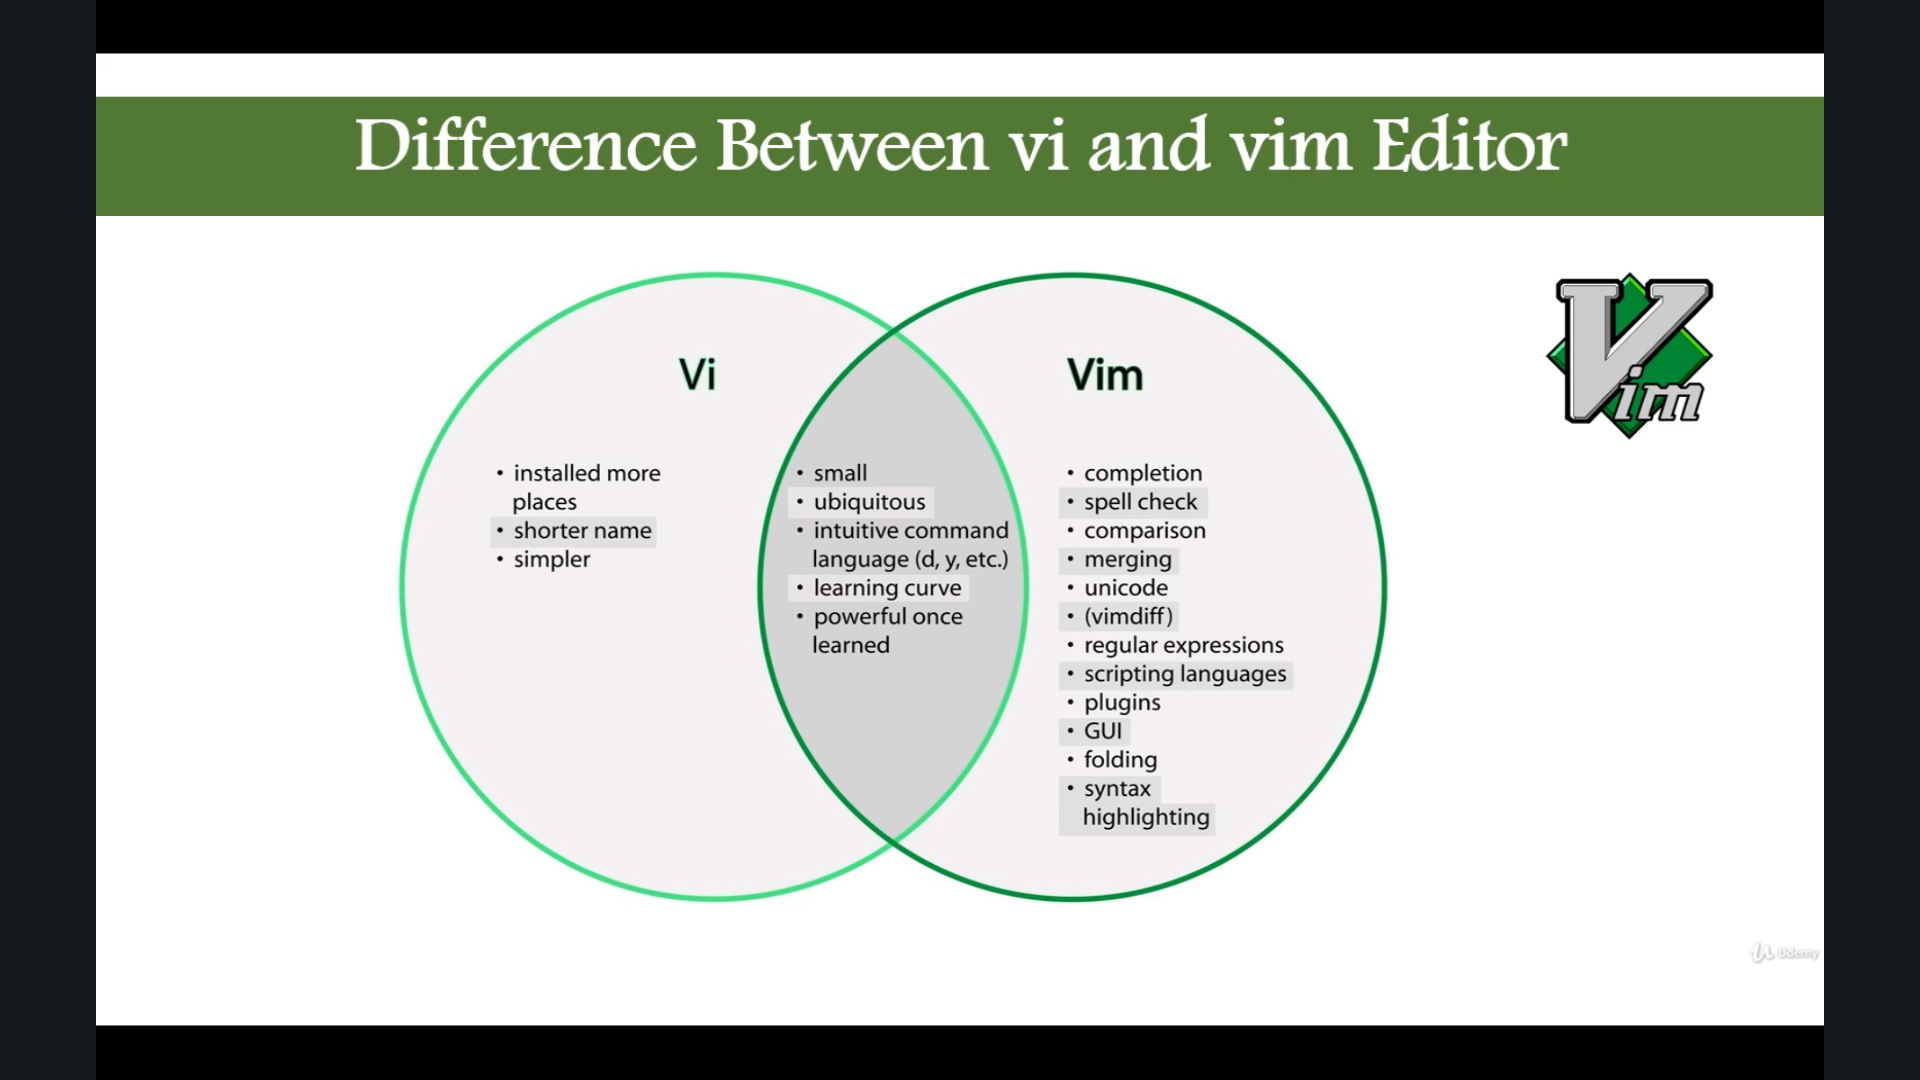 Difference Between vi and vim Editor
Vi
• installed more
places
• shorter name
• simpler
• small
• ubiquitous
• intuitive command
language (d, y, etc.)
• learning curve
• powerful once
learned
Vim
• completion
• spell check
• comparison
• merging
• unicode
• (vimdiff)
• regular expressions
• scripting languages
• plugins
• GUI
• folding
• syntax
highlighting
Vim
Udemy